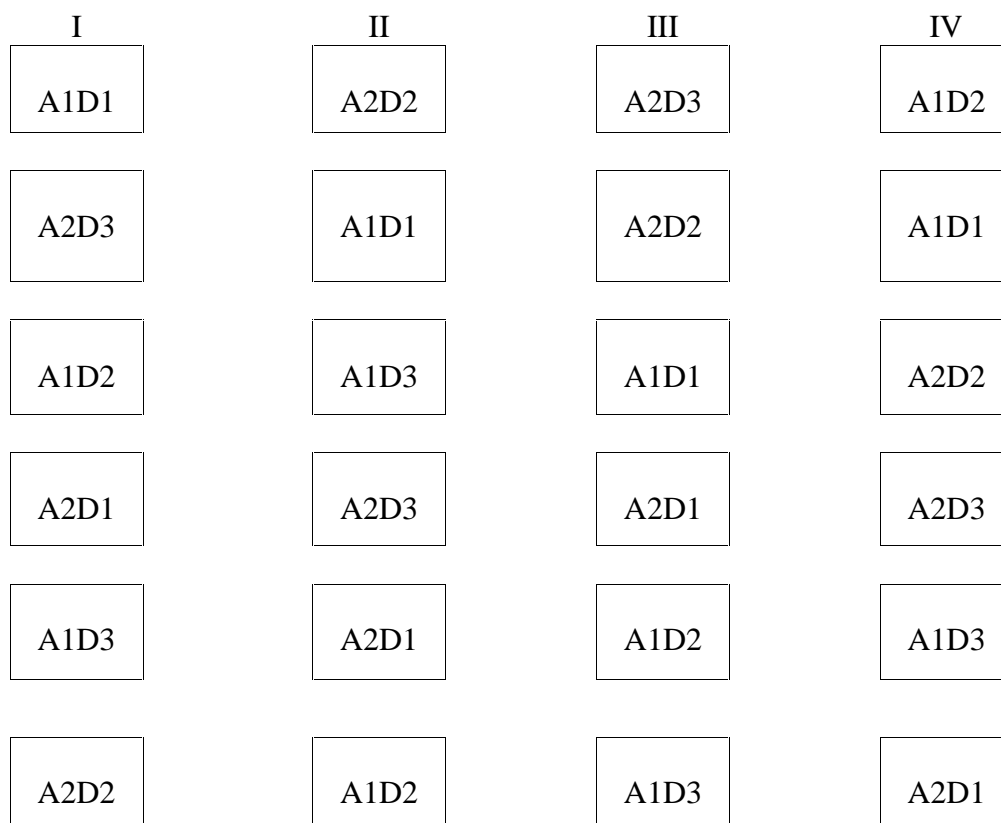 I II III IV
A1D1 A2D2 A2D3 A1D2
A2D3 A1D1 A2D2 A1D1
A1D2 A1D3 A1D1 A2D2
A2D1 A2D3 A2D1 A2D3
A1D3 A2D1 A1D2 A1D3
A2D2 A1D2 A1D3 A2D1